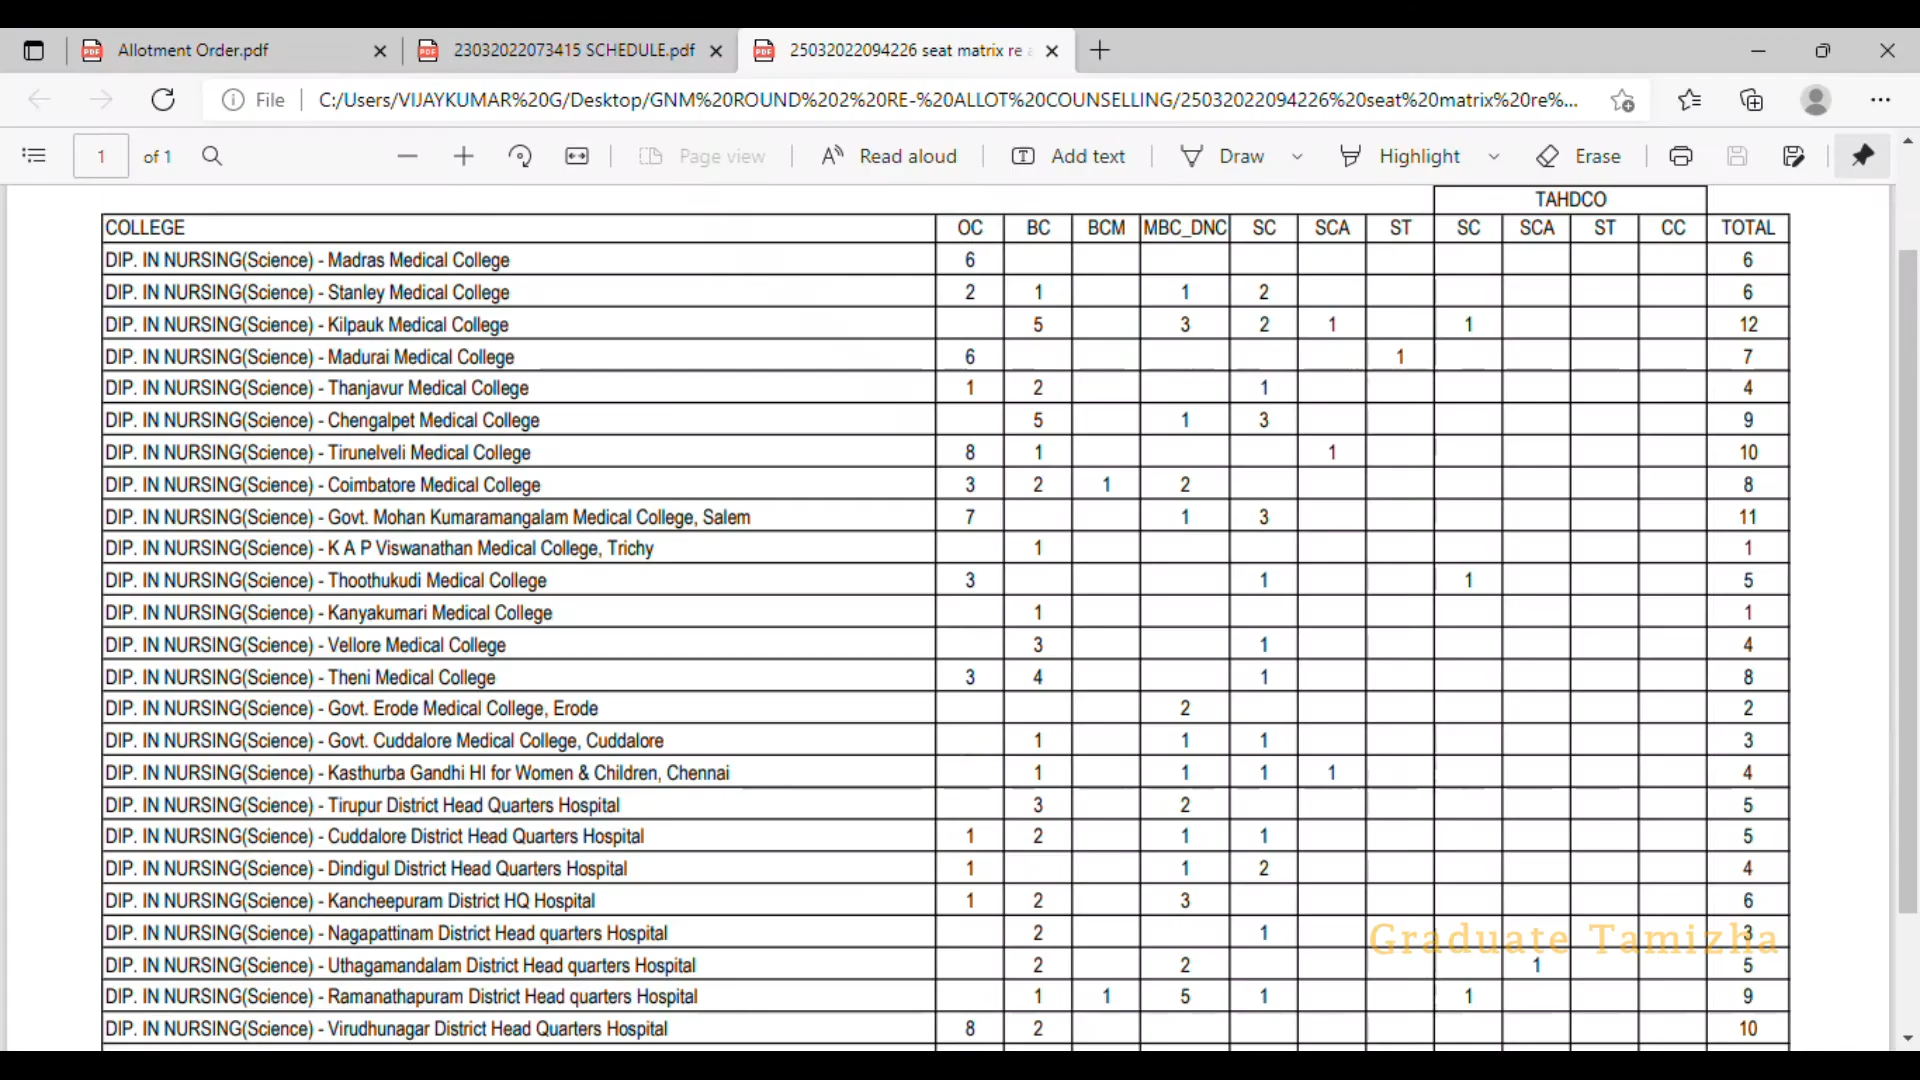 Allotment Order.pdf
23032022073415 SCHEDULE.pdf
25032022094226 seat matrix re a
File C:/Users/VIJAYKUMAR%20G/Desktop/GNM%20ROUND%202%20RE-%20ALLOT%20COUNSELLING/25032022094226%20seat%20matrix%20re%...
1 of 1 Page view Read aloud Add text Draw Highlight Erase
TAHDCO
COLLEGE OC BC BCM MBC_DNC SC SCA ST SC SCA ST CC TOTAL
DIP. IN NURSING(Science) - Madras Medical College 6 6
DIP. IN NURSING(Science) - Stanley Medical College 2 1 1 2 6
DIP. IN NURSING(Science) - Kilpauk Medical College 5 3 2 1 1 12
DIP. IN NURSING(Science) - Madurai Medical College 6 1 7
DIP. IN NURSING(Science) - Thanjavur Medical College 1 2 1 4
DIP. IN NURSING(Science) - Chengalpet Medical College 5 1 3 9
DIP. IN NURSING(Science) - Tirunelveli Medical College 8 1 1 10
DIP. IN NURSING(Science) - Coimbatore Medical College 3 2 1 2 8
DIP. IN NURSING(Science) - Govt. Mohan Kumaramangalam Medical College, Salem 7 1 3 11
DIP. IN NURSING(Science) - K A P Viswanathan Medical College, Trichy 1 1
DIP. IN NURSING(Science) - Thoothukudi Medical College 3 1 1 5
DIP. IN NURSING(Science) - Kanyakumari Medical College 1 1
DIP. IN NURSING(Science) - Vellore Medical College 3 1 4
DIP. IN NURSING(Science) - Theni Medical College 3 4 1 8
DIP. IN NURSING(Science) - Govt. Erode Medical College, Erode 2 2
DIP. IN NURSING(Science) - Govt. Cuddalore Medical College, Cuddalore 1 1 1 3
DIP. IN NURSING(Science) - Kasthurba Gandhi HI for Women & Children, Chennai 1 1 1 1 4
DIP. IN NURSING(Science) - Tirupur District Head Quarters Hospital 3 2 5
DIP. IN NURSING(Science) - Cuddalore District Head Quarters Hospital 1 2 1 1 5
DIP. IN NURSING(Science) - Dindigul District Head Quarters Hospital 1 1 2 4
DIP. IN NURSING(Science) - Kancheepuram District HQ Hospital 1 2 3 6
DIP. IN NURSING(Science) - Nagapattinam District Head quarters Hospital 2 1 3
Graduate Tamizha
DIP. IN NURSING(Science) - Uthagamandalam District Head quarters Hospital 2 2 1 5
DIP. IN NURSING(Science) - Ramanathapuram District Head quarters Hospital 1 1 5 1 1 9
DIP. IN NURSING(Science) - Virudhunagar District Head Quarters Hospital 8 2 10